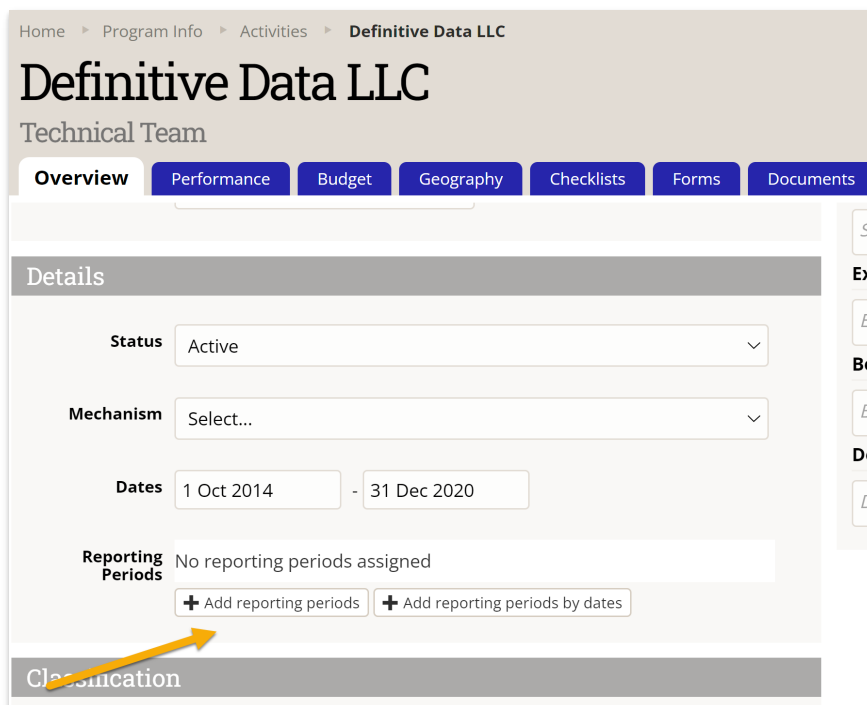 Home Program Info Activities Definitive Data LLC
Definitive Data LLC
Technical Team
Overview Performance Budget Geography Checklists Forms Documents
Details
Status Active
Mechanism Select...
Dates 1 Oct 2014 - 31 Dec 2020
Reporting Periods No reporting periods assigned
Add reporting periods Add reporting periods by dates
Classification